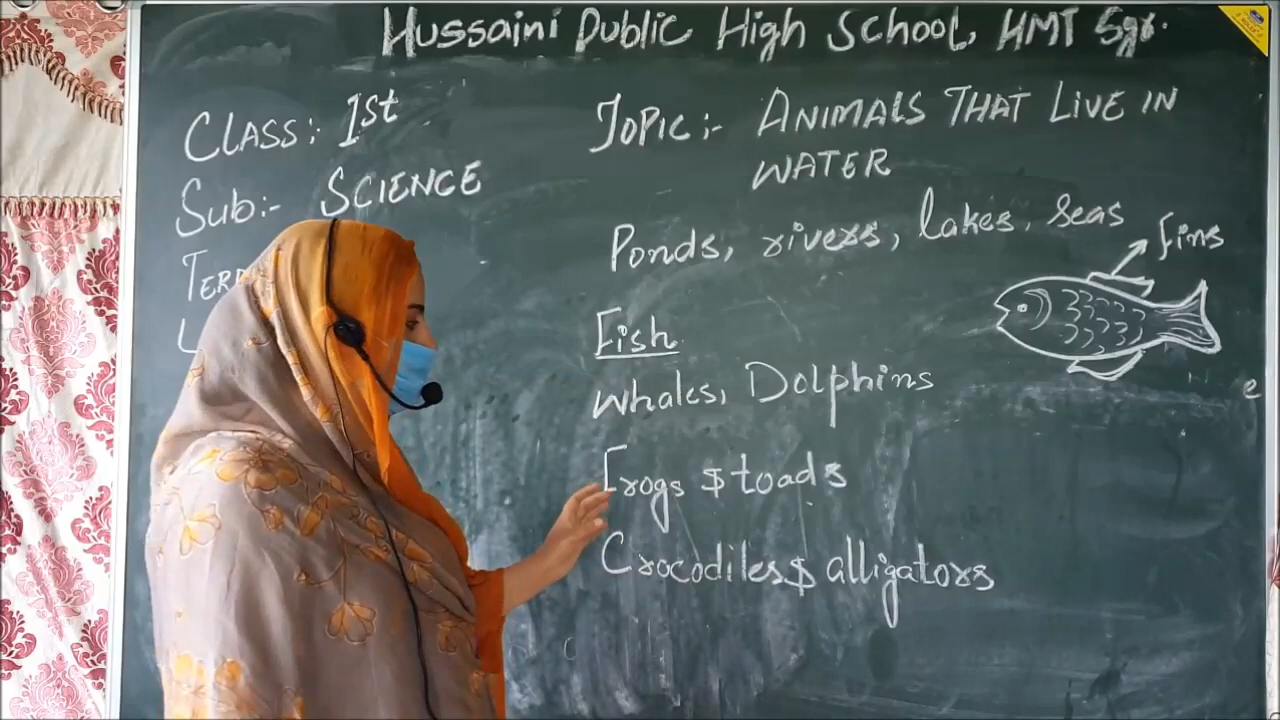 Hussaini Public High School, HMT Sgr.
CLASS:- 1st
Sub:- SCIENCE
TOPIC:- ANIMALS THAT LIVE IN
WATER
Ponds, rivers, lakes, seas
Fins
Fish
Whales, Dolphins
Frogs & toads
Crocodiles & alligators